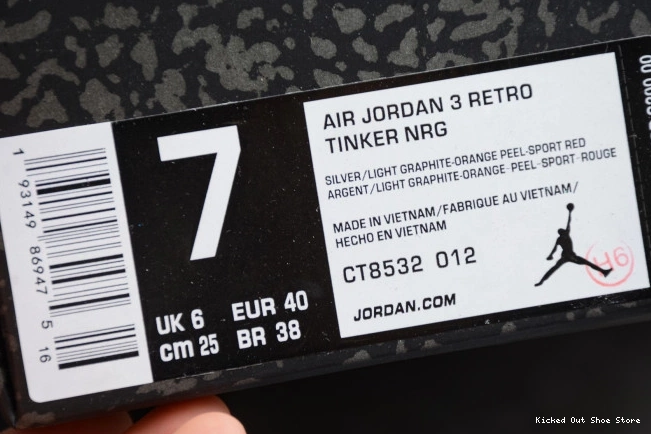 AIR JORDAN 3 RETRO
TINKER NRG
SILVER/LIGHT GRAPHITE-ORANGE PEEL-SPORT RED
ARGENT/LIGHT GRAPHITE-ORANGE-PEEL-SPORT-ROUGE
MADE IN VIETNAM/FABRIQUE AU VIETNAM/
HECHO EN VIETNAM
CT8532 012
JORDAN.COM
7
UK 6 EUR 40
cm 25 BR 38
1 93149 86947 5 16
Kicked Out Shoe Store